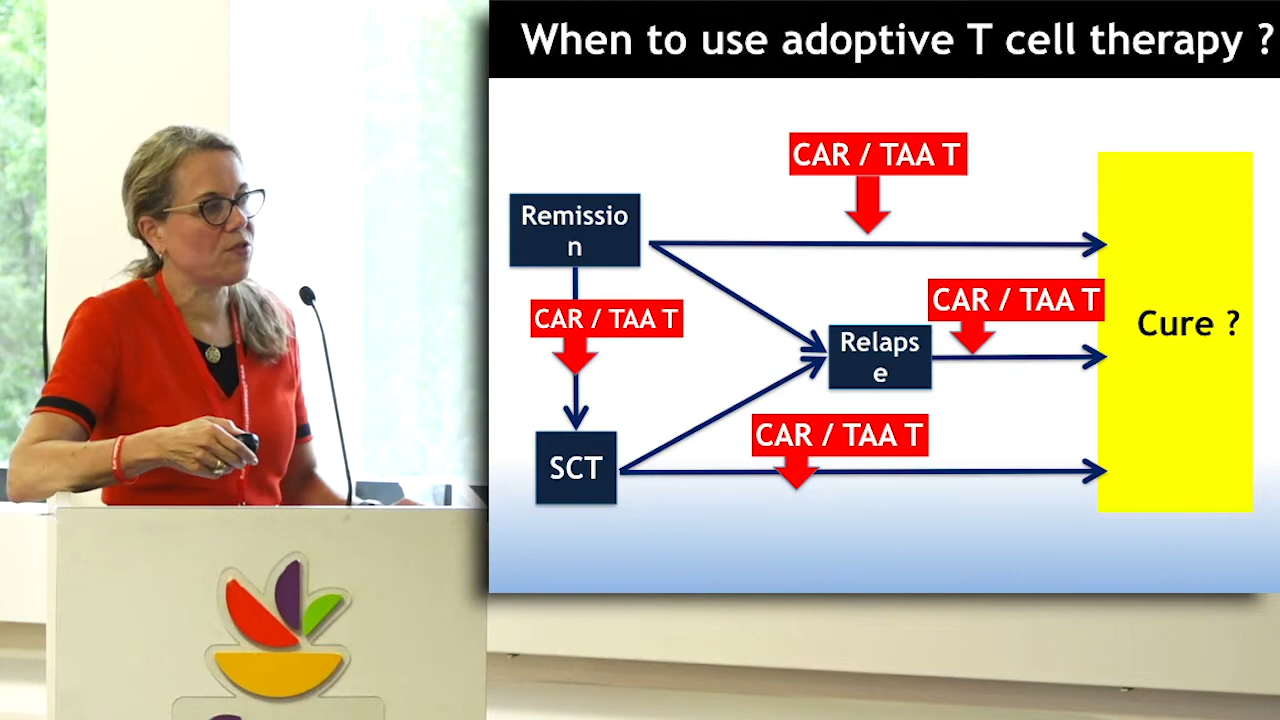 When to use adoptive T cell therapy ?
CAR / TAA T
Remissio
n
CAR / TAA T
CAR / TAA T
Cure ?
Relaps
e
CAR / TAA T
SCT